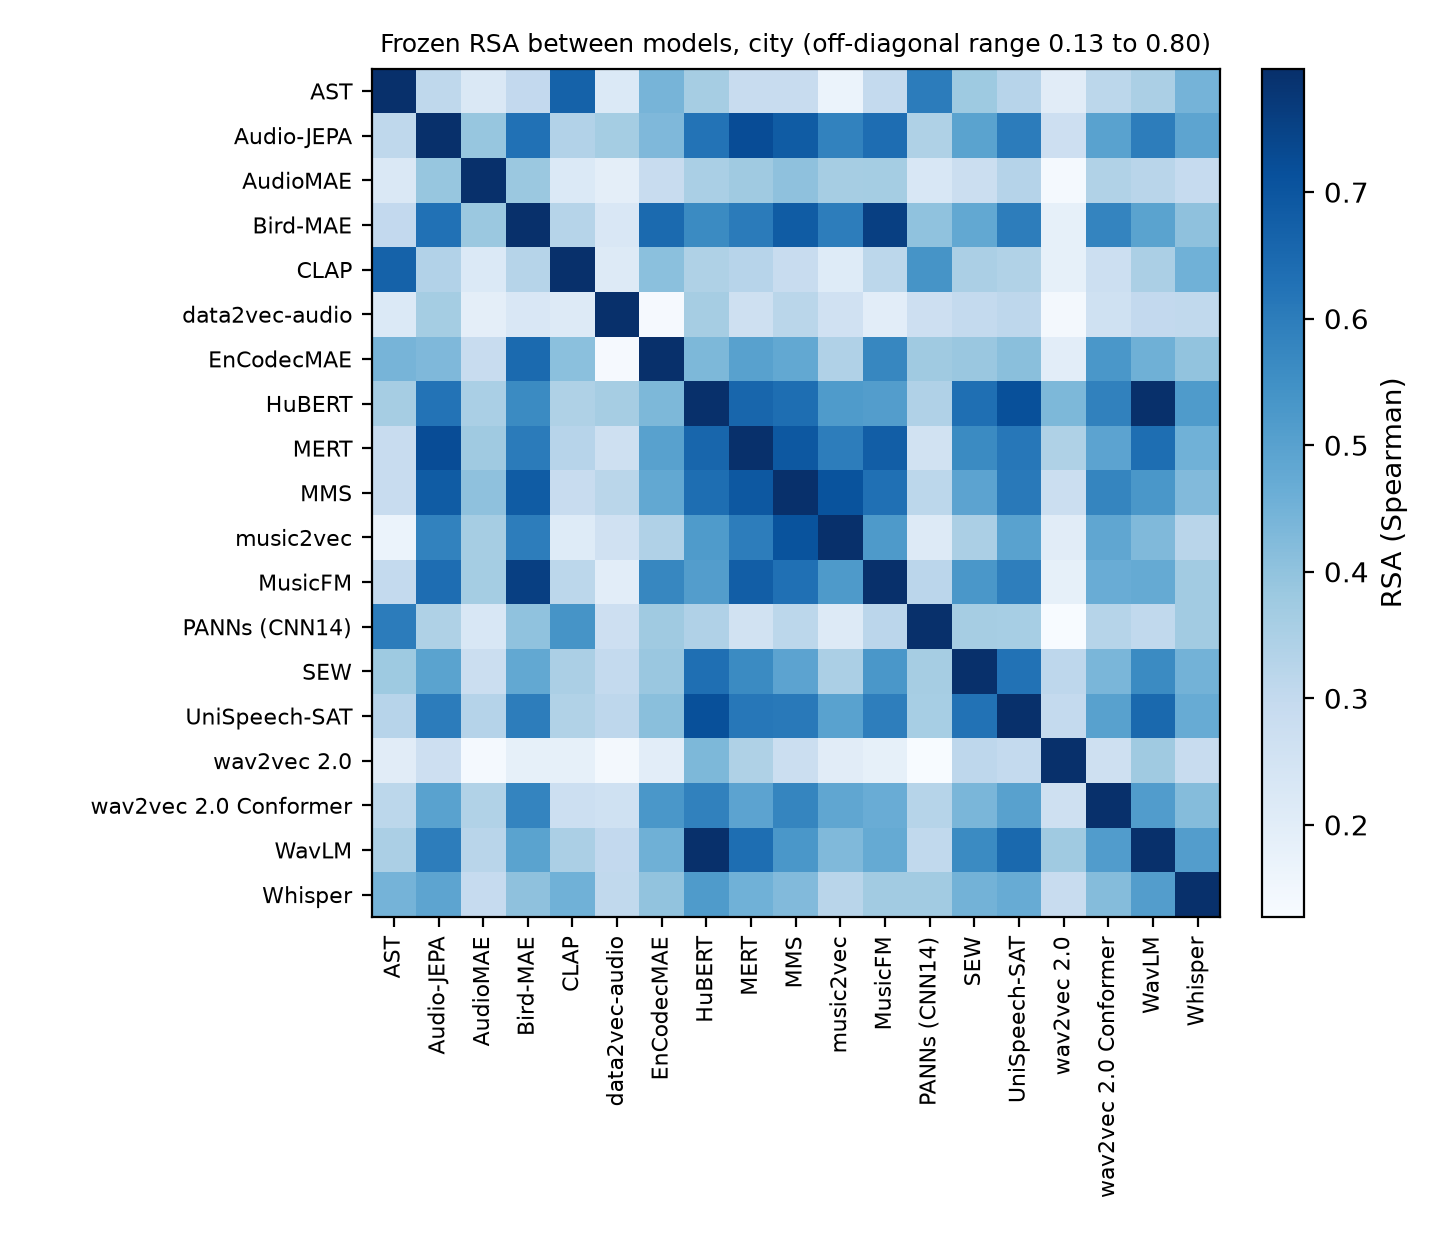 Frozen RSA between models, city (off-diagonal range 0.13 to 0.80)
AST
Audio-JEPA
AudioMAE
Bird-MAE
CLAP
data2vec-audio
EnCodecMAE
HuBERT
MERT
MMS
music2vec
MusicFM
PANNs (CNN14)
SEW
UniSpeech-SAT
wav2vec 2.0
wav2vec 2.0 Conformer
WavLM
Whisper
AST
Audio-JEPA
AudioMAE
Bird-MAE
CLAP
data2vec-audio
EnCodecMAE
HuBERT
MERT
MMS
music2vec
MusicFM
PANNs (CNN14)
SEW
UniSpeech-SAT
wav2vec 2.0
wav2vec 2.0 Conformer
WavLM
Whisper
0.7
0.6
0.5
0.4
0.3
0.2
RSA (Spearman)